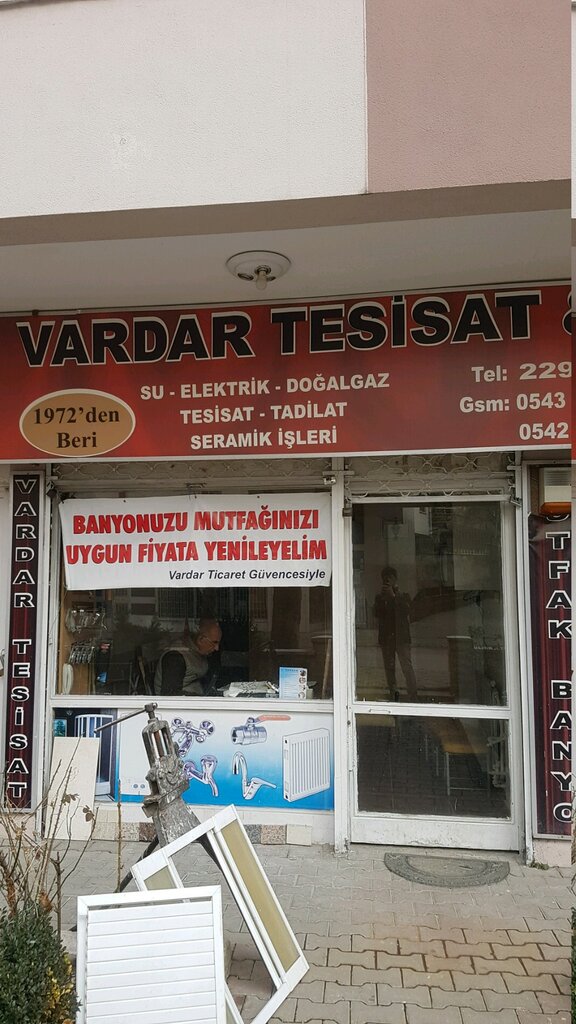 VARDAR TESİSAT &
SU - ELEKTRİK - DOĞALGAZ
TESİSAT - TADİLAT
SERAMİK İŞLERİ
1972'den
Beri
Tel: 229
Gsm: 0543
0542
BANYONUZU MUTFAĞINIZI
UYGUN FİYATA YENİLEYELİM
Vardar Ticaret Güvencesiyle
VARDAR TESİSAT
UTFAK BANYO